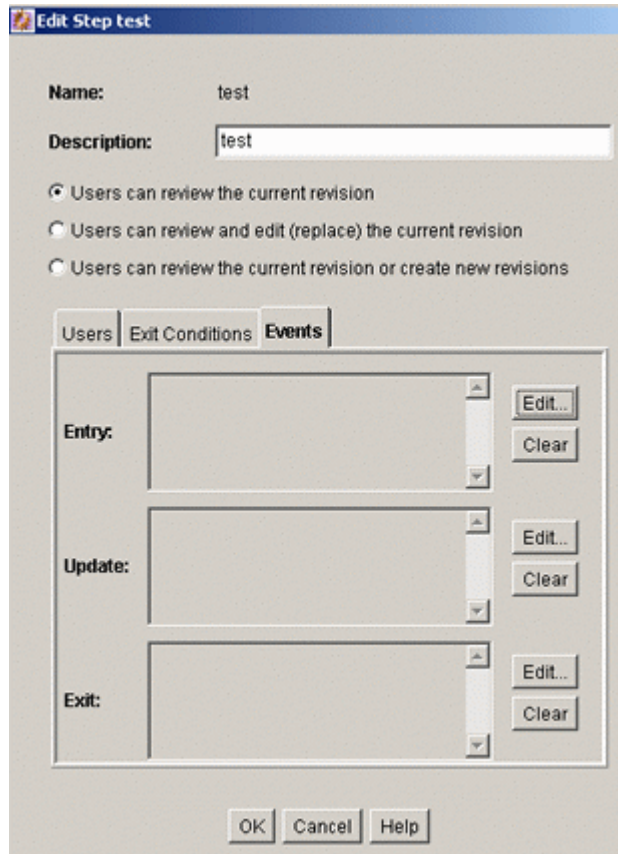 Edit Step test
Name: test
Description: test
Users can review the current revision
Users can review and edit (replace) the current revision
Users can review the current revision or create new revisions
Users Exit Conditions Events
Entry: Edit...
Clear
Update: Edit...
Clear
Exit: Edit...
Clear
OK Cancel Help